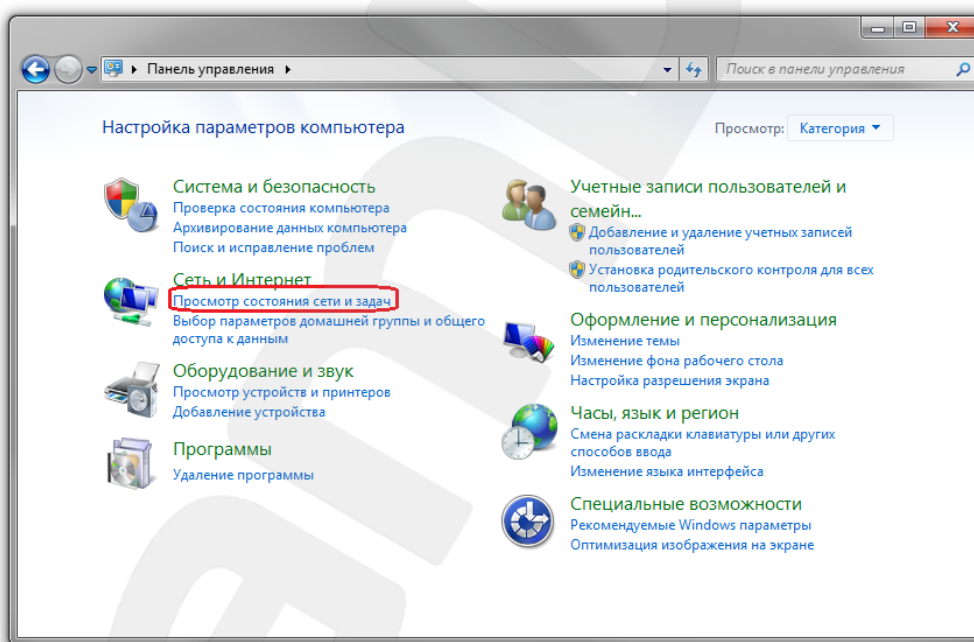 Панель управления
Поиск в панели управления
Настройка параметров компьютера
Просмотр: Категория
Система и безопасность
Проверка состояния компьютера
Архивирование данных компьютера
Поиск и исправление проблем
Сеть и Интернет
Просмотр состояния сети и задач
Выбор параметров домашней группы и общего
доступа к данным
Оборудование и звук
Просмотр устройств и принтеров
Добавление устройства
Программы
Удаление программы
Учетные записи пользователей и
семейн...
Добавление и удаление учетных записей
пользователей
Установка родительского контроля для всех
пользователей
Оформление и персонализация
Изменение темы
Изменение фона рабочего стола
Настройка разрешения экрана
Часы, язык и регион
Смена раскладки клавиатуры или других
способов ввода
Изменение языка интерфейса
Специальные возможности
Рекомендуемые Windows параметры
Оптимизация изображения на экране